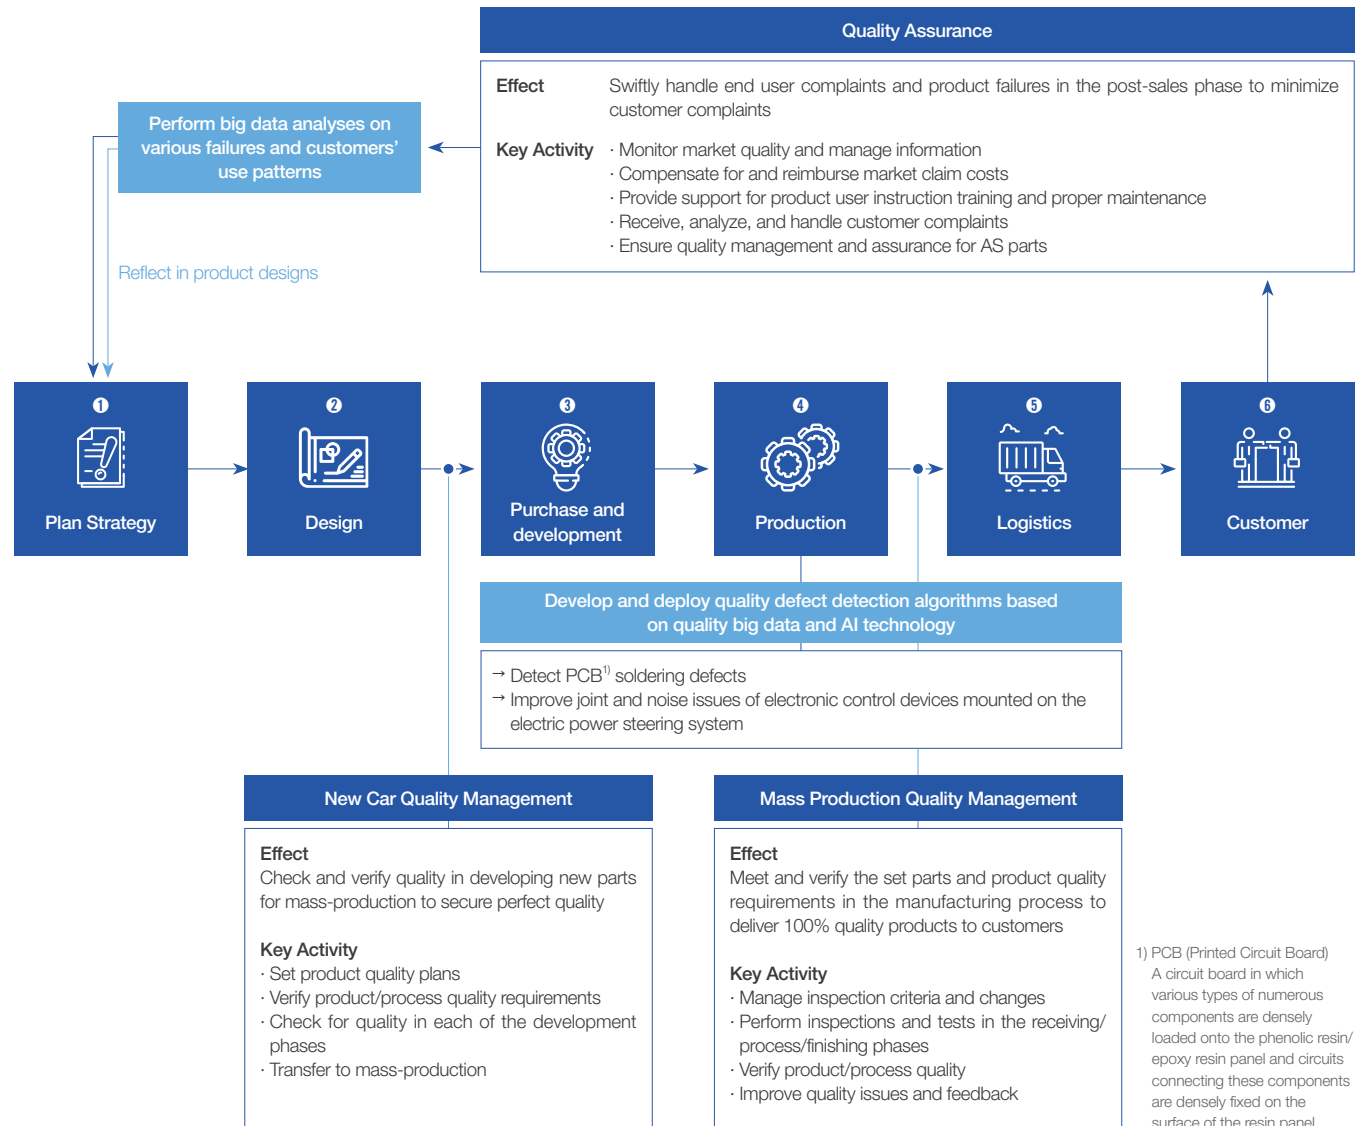 Quality Assurance
Effect
Swiftly handle end user complaints and product failures in the post-sales phase to minimize
customer complaints
Key Activity
· Monitor market quality and manage information
· Compensate for and reimburse market claim costs
· Provide support for product user instruction training and proper maintenance
· Receive, analyze, and handle customer complaints
· Ensure quality management and assurance for AS parts
Perform big data analyses on
various failures and customers'
use patterns
Reflect in product designs
1
Plan Strategy
2
Design
3
Purchase and
development
4
Production
5
Logistics
6
Customer
Develop and deploy quality defect detection algorithms based
on quality big data and AI technology
→ Detect PCB1) soldering defects
→ Improve joint and noise issues of electronic control devices mounted on the
electric power steering system
New Car Quality Management
Effect
Check and verify quality in developing new parts
for mass-production to secure perfect quality
Key Activity
· Set product quality plans
· Verify product/process quality requirements
· Check for quality in each of the development
phases
· Transfer to mass-production
Mass Production Quality Management
Effect
Meet and verify the set parts and product quality
requirements in the manufacturing process to
deliver 100% quality products to customers
Key Activity
· Manage inspection criteria and changes
· Perform inspections and tests in the receiving/
process/finishing phases
· Verify product/process quality
· Improve quality issues and feedback
1) PCB (Printed Circuit Board)
A circuit board in which
various types of numerous
components are densely
loaded onto the phenolic resin/
epoxy resin panel and circuits
connecting these components
are densely fixed on the
surface of the resin panel